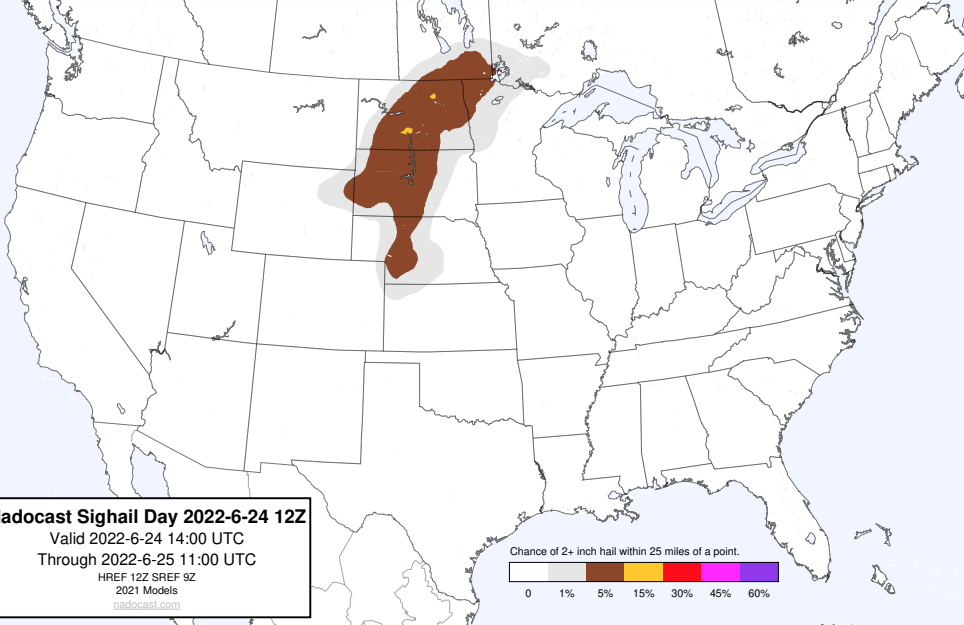 adocast Sighail Day 2022-6-24 12Z
Valid 2022-6-24 14:00 UTC
Through 2022-6-25 11:00 UTC
HREF 12Z SREF 9Z
2021 Models
nadocast.com
Chance of 2+ inch hail within 25 miles of a point.
0 1% 5% 15% 30% 45% 60%